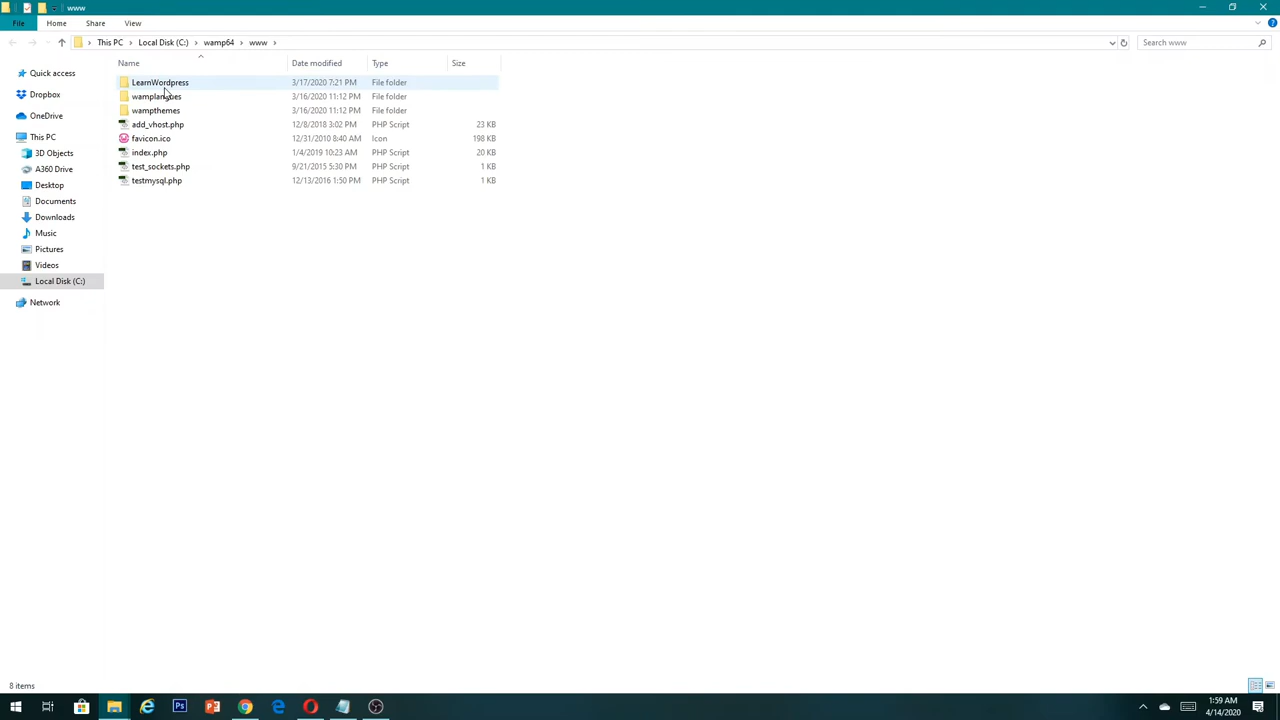 www
File Home Share View
This PC Local Disk (C:) wamp64 www
Search www
Name Date modified Type Size
Quick access
Dropbox
OneDrive
This PC
3D Objects
A360 Drive
Desktop
Documents
Downloads
Music
Pictures
Videos
Local Disk (C:)
Network
LearnWordpress 3/17/2020 7:21 PM File folder
wamplangues 3/16/2020 11:12 PM File folder
wampthemes 3/16/2020 11:12 PM File folder
add_vhost.php 12/8/2018 3:02 PM PHP Script 23 KB
favicon.ico 12/31/2010 8:40 AM Icon 198 KB
index.php 1/4/2019 10:23 AM PHP Script 20 KB
test_sockets.php 9/21/2015 5:30 PM PHP Script 1 KB
testmysql.php 12/13/2016 1:50 PM PHP Script 1 KB
8 items
1:59 AM
4/14/2020